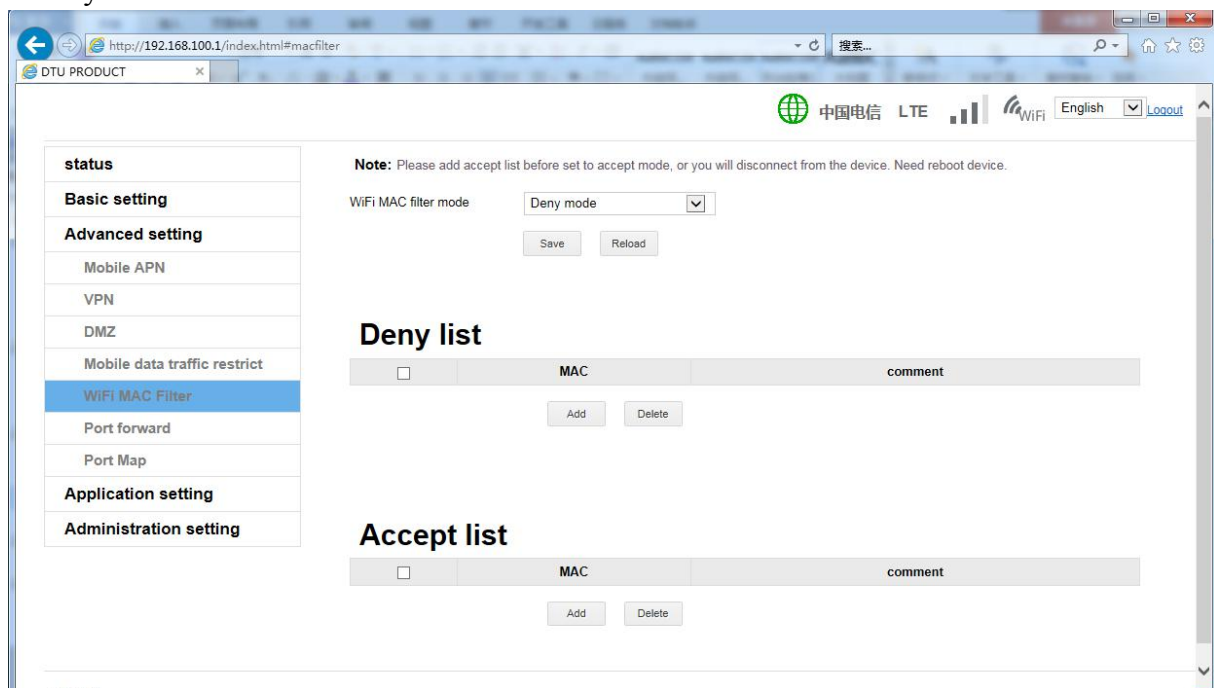 http://192.168.100.1/index.html#macfilter
搜索...
DTU PRODUCT
中国电信 LTE WiFi English Logout
status
Basic setting
Advanced setting
Mobile APN
VPN
DMZ
Mobile data traffic restrict
WiFi MAC Filter
Port forward
Port Map
Application setting
Administration setting
Note: Please add accept list before set to accept mode, or you will disconnect from the device. Need reboot device.
WiFi MAC filter mode Deny mode
Save Reload
Deny list
MAC comment
Add Delete
Accept list
MAC comment
Add Delete